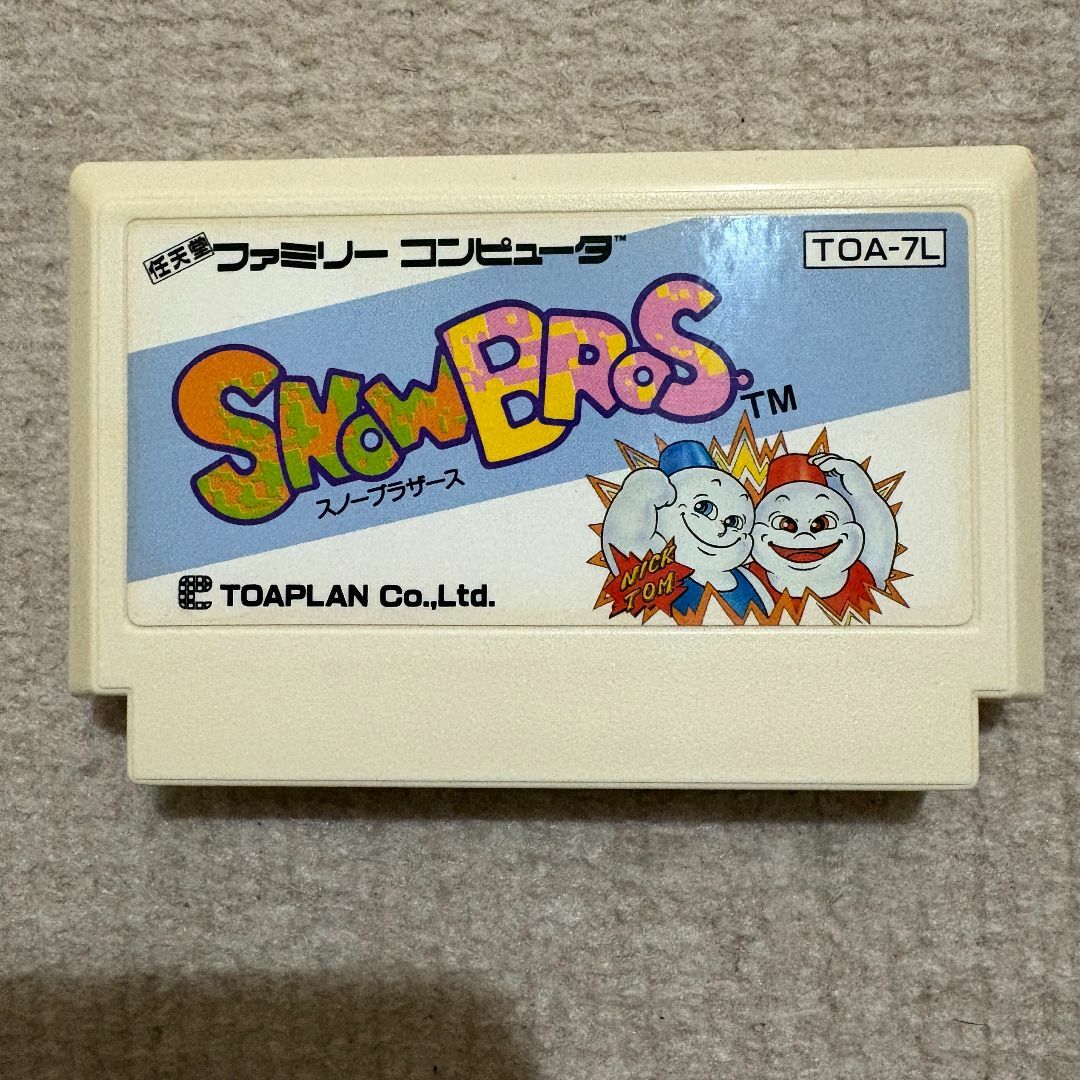 任天堂 ファミリー コンピュータ™
TOA-7L
SNOW BROS.™
スノーブラザース
NICK
TOM
TOAPLAN Co.,Ltd.